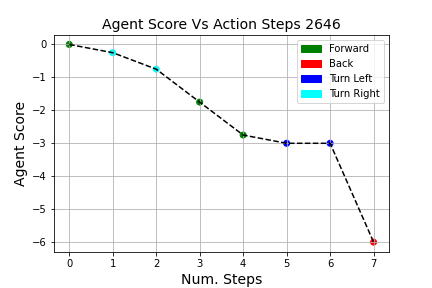 Agent Score Vs Action Steps 2646
Forward
Back
Turn Left
Turn Right
0
−1
−2
−3
−4
−5
−6
Agent Score
0 1 2 3 4 5 6 7
Num. Steps